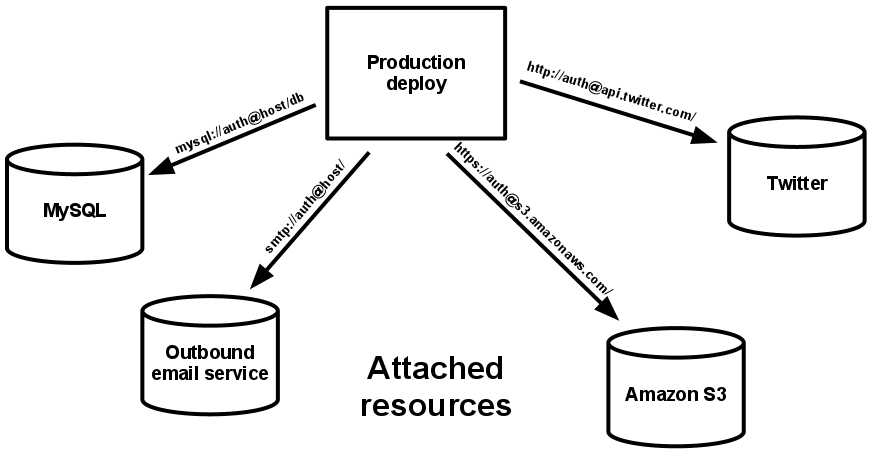 Production
deploy
mysql://auth@host/db
smtp://auth@host/
https://auth@s3.amazonaws.com/
http://auth@api.twitter.com/
MySQL
Twitter
Outbound
email service
Attached
resources
Amazon S3